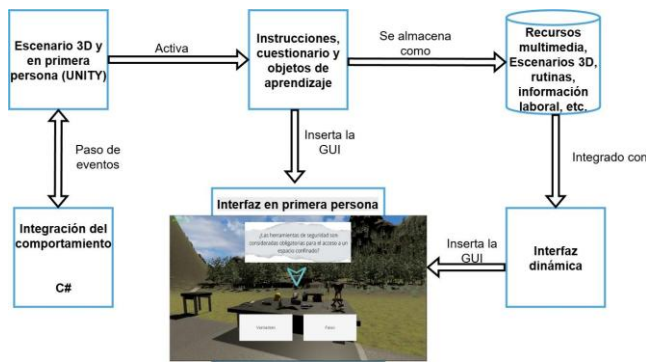 Escenario 3D y
en primera
persona (UNITY)
Activa
Instrucciones,
cuestionario y
objetos de
aprendizaje
Se almacena
como
Recursos
multimedia,
Escenarios 3D,
rutinas,
información
laboral, etc.
Paso de
eventos
Inserta la
GUI
Integrado con
Integración del
comportamiento
C#
Interfaz en primera persona
¿Las herramientas de seguridad son
consideradas obligatorias para el acceso a un
espacio confinado?
Verdadero
Falso
Inserta la
GUI
Interfaz
dinámica